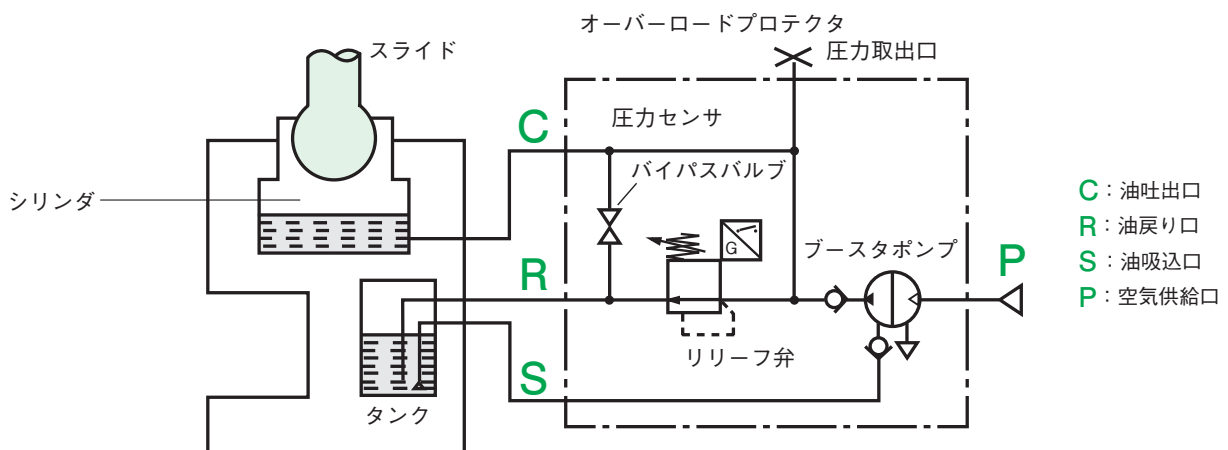 オーバーロードプロテクタ
スライド
圧力取出口
C
圧力センサ
バイパスバルブ
シリンダ
C：油吐出口
R：油戻り口
S：油吸込口
P：空気供給口
G
ブースタポンプ
P
R
リリーフ弁
S
タンク